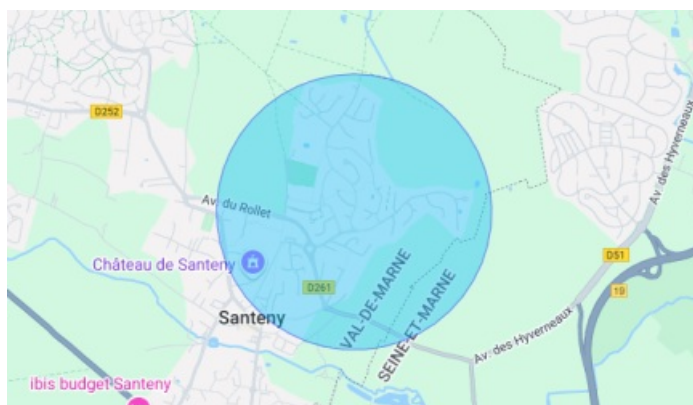 D252
Av. du Rollet
Av. des Hyverneaux
D51
Château de Santeny
VAL-DE-MARNE
SEINE-ET-MARNE
D261
19
Santeny
Av. des Hyverneaux
ibis budget Santeny